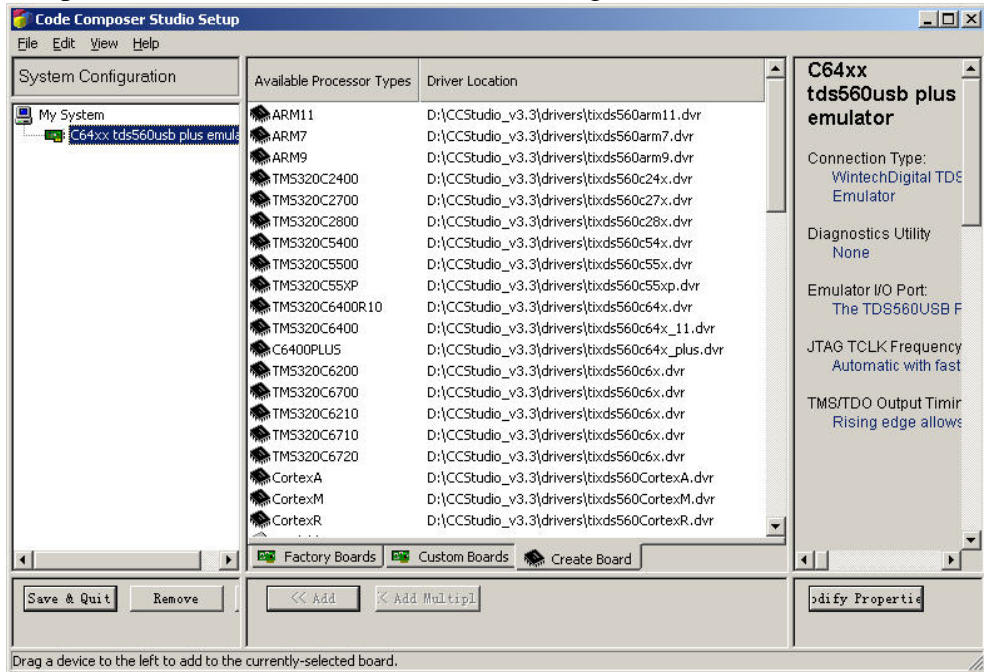 Code Composer Studio Setup
File Edit View Help
System Configuration
My System
C64xx tds560usb plus emula
Available Processor Types Driver Location
ARM11 D:\CCStudio_v3.3\drivers\tixds560arm11.dvr
ARM7 D:\CCStudio_v3.3\drivers\tixds560arm7.dvr
ARM9 D:\CCStudio_v3.3\drivers\tixds560arm9.dvr
TMS320C2400 D:\CCStudio_v3.3\drivers\tixds560c24x.dvr
TMS320C2700 D:\CCStudio_v3.3\drivers\tixds560c27x.dvr
TMS320C2800 D:\CCStudio_v3.3\drivers\tixds560c28x.dvr
TMS320C5400 D:\CCStudio_v3.3\drivers\tixds560c54x.dvr
TMS320C5500 D:\CCStudio_v3.3\drivers\tixds560c55x.dvr
TMS320C55XP D:\CCStudio_v3.3\drivers\tixds560c55xp.dvr
TMS320C6400R10 D:\CCStudio_v3.3\drivers\tixds560c64x.dvr
TMS320C6400 D:\CCStudio_v3.3\drivers\tixds560c64x_11.dvr
C6400PLUS D:\CCStudio_v3.3\drivers\tixds560c64x_plus.dvr
TMS320C6200 D:\CCStudio_v3.3\drivers\tixds560c6x.dvr
TMS320C6700 D:\CCStudio_v3.3\drivers\tixds560c6x.dvr
TMS320C6210 D:\CCStudio_v3.3\drivers\tixds560c6x.dvr
TMS320C6710 D:\CCStudio_v3.3\drivers\tixds560c6x.dvr
TMS320C6720 D:\CCStudio_v3.3\drivers\tixds560c6x.dvr
CortexA D:\CCStudio_v3.3\drivers\tixds560CortexA.dvr
CortexM D:\CCStudio_v3.3\drivers\tixds560CortexM.dvr
CortexR D:\CCStudio_v3.3\drivers\tixds560CortexR.dvr
Factory Boards Custom Boards Create Board
C64xx
tds560usb plus
emulator
Connection Type:
WintechDigital TDS
Emulator
Diagnostics Utility
None
Emulator I/O Port:
The TDS560USB P
JTAG TCLK Frequency
Automatic with fast
TMS/TDO Output Timin
Rising edge allows
Save & Quit Remove << Add < Add Multipl odify Propertie
Drag a device to the left to add to the currently-selected board.